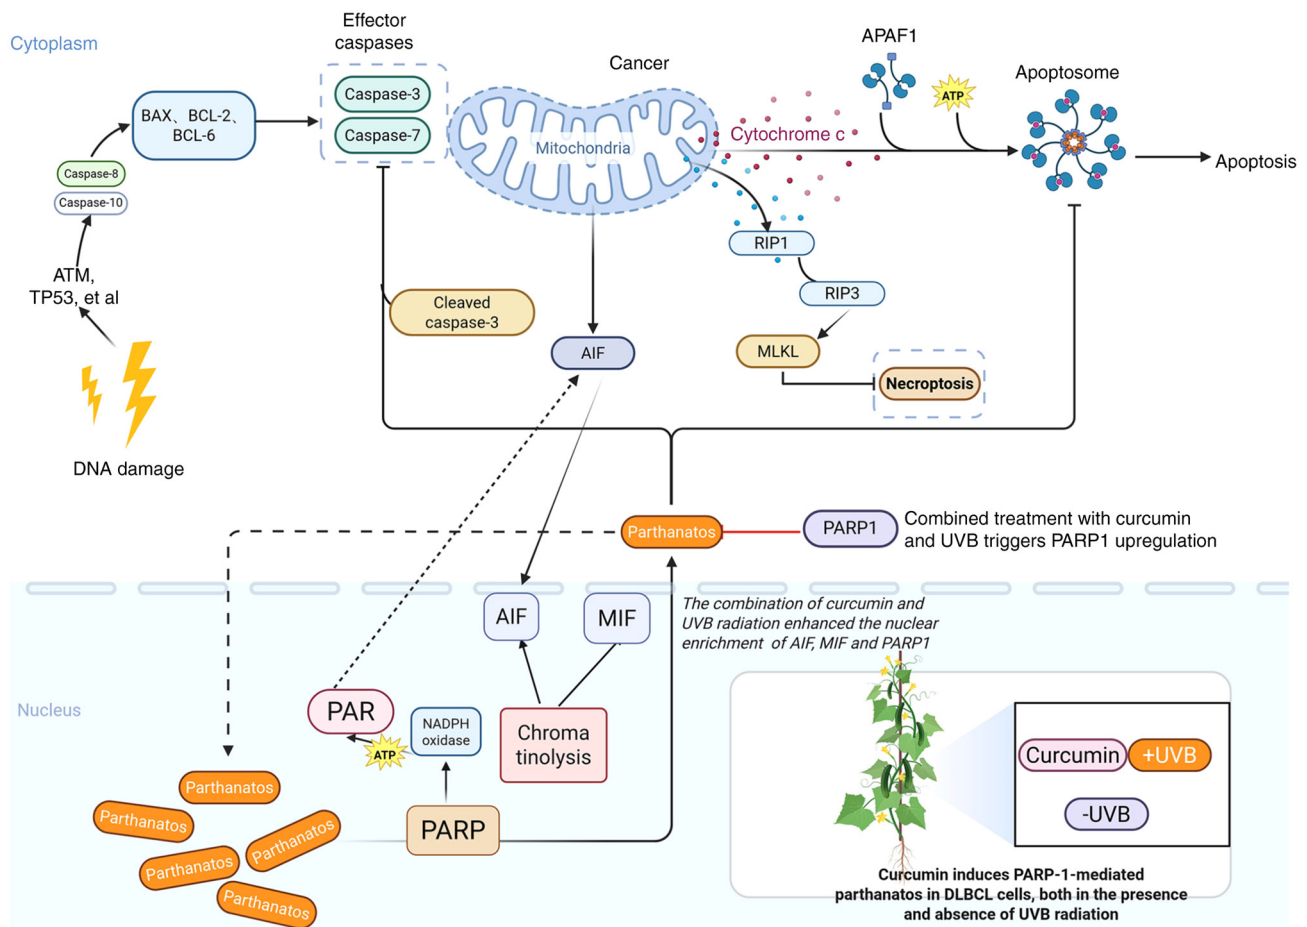 Cytoplasm
Effector
caspases
Cancer
APAF1
Apoptosome
ATP
BAX、BCL-2、
BCL-6
Caspase-3
Caspase-7
Mitochondria
Cytochrome c
Apoptosis
Caspase-8
Caspase-10
ATM,
TP53, et al
DNA damage
Cleaved
caspase-3
AIF
RIP1
RIP3
MLKL
Necroptosis
Parthanatos
PARP1
Combined treatment with curcumin
and UVB triggers PARP1 upregulation
AIF
MIF
The combination of curcumin and
UVB radiation enhanced the nuclear
enrichment of AIF, MIF and PARP1
Nucleus
PAR
ATP
NADPH
oxidase
Chroma
tinolysis
PARP
Parthanatos
Parthanatos
Parthanatos
Parthanatos
Parthanatos
Curcumin
+UVB
-UVB
Curcumin induces PARP-1-mediated
parthanatos in DLBCL cells, both in the presence
and absence of UVB radiation